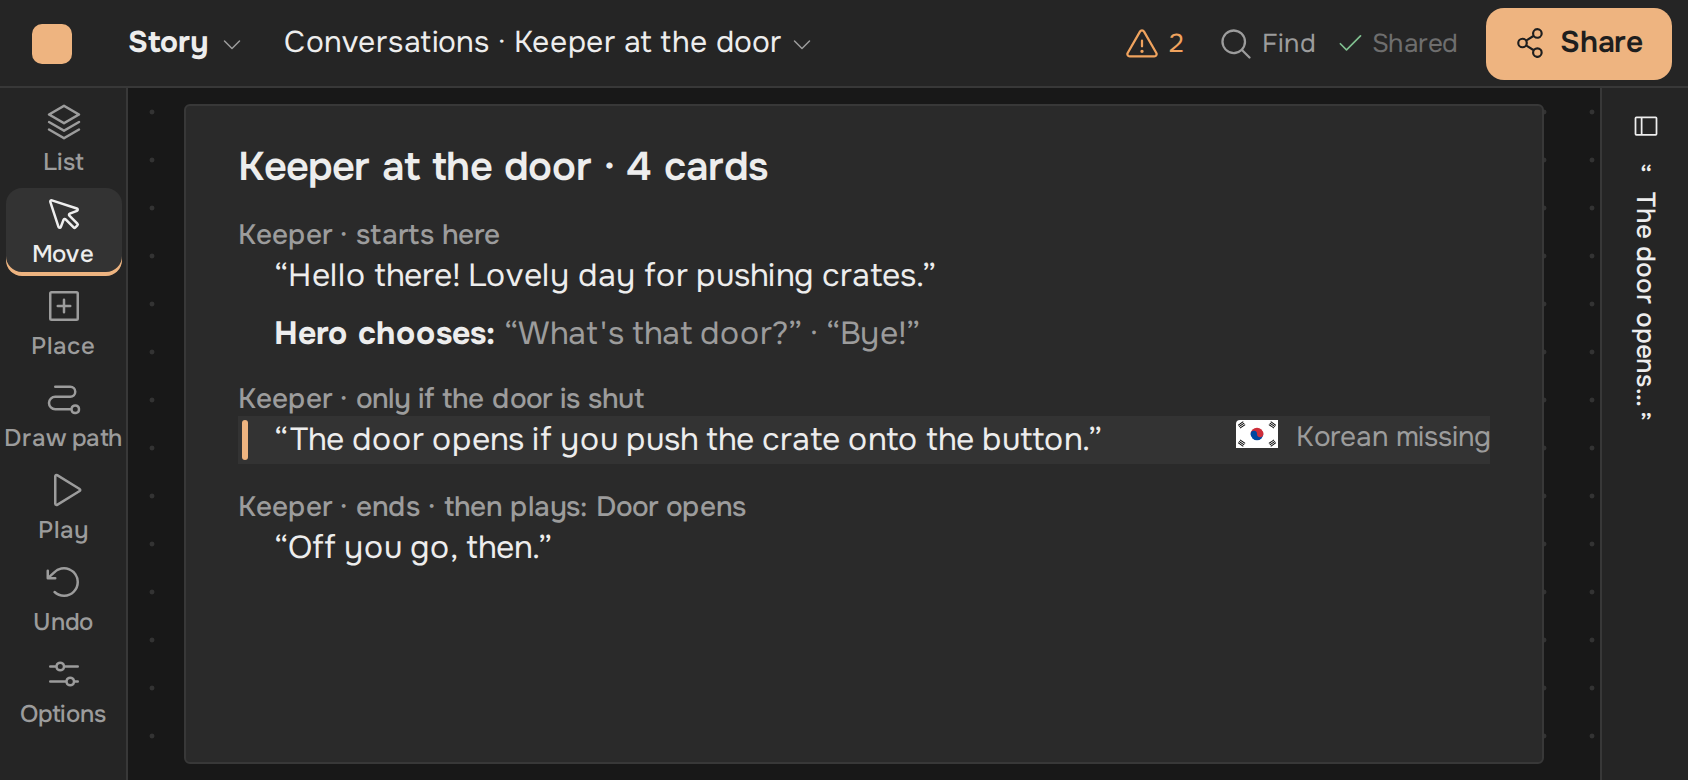 Story
Conversations · Keeper at the door
2
Find
Shared
Share
List
Move
Place
Draw path
Play
Undo
Options
Keeper at the door · 4 cards
Keeper · starts here
“Hello there! Lovely day for pushing crates.”
Hero chooses: “What's that door?” · “Bye!”
Keeper · only if the door is shut
“The door opens if you push the crate onto the button.”
Korean missing
Keeper · ends · then plays: Door opens
“Off you go, then.”
“ The door opens… ”